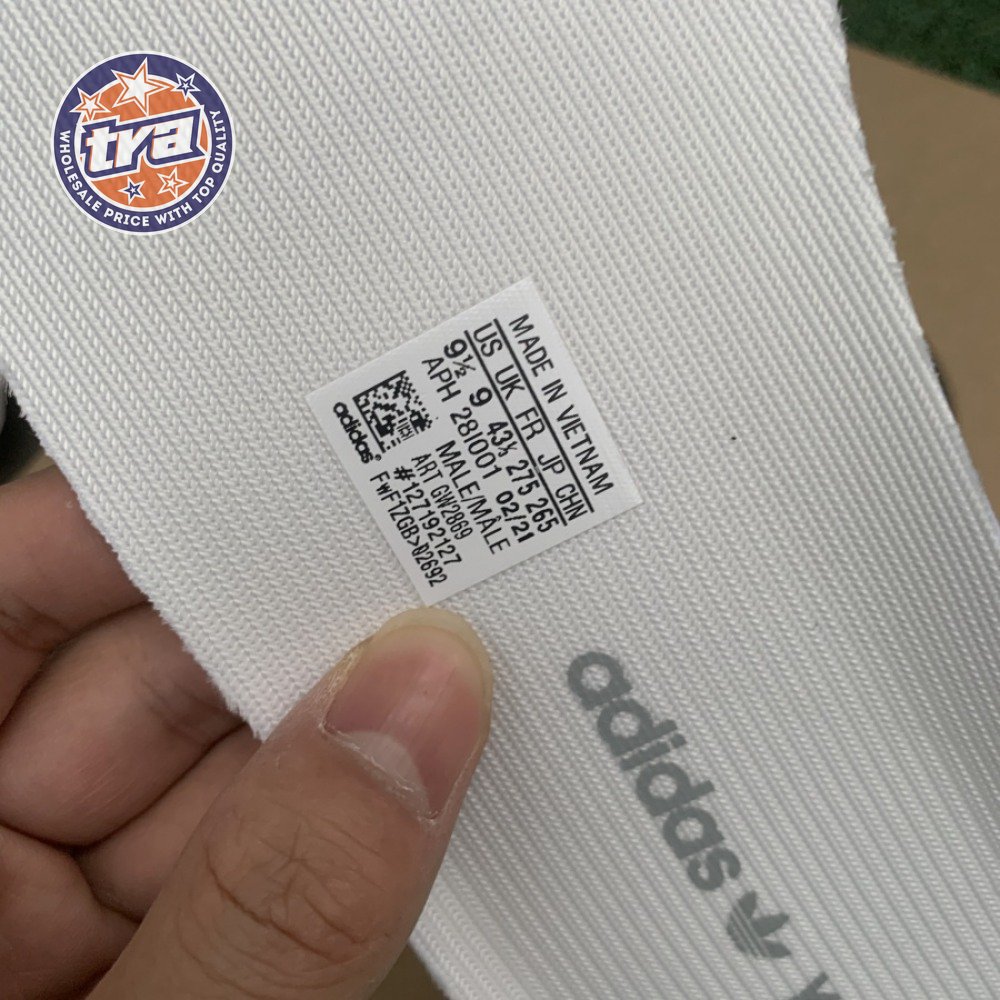 tra
WHOLESALE PRICE WITH TOP QUALITY
MADE IN VIETNAM
US UK FR JP CHN
9½ 9 43⅓ 275 265
APH 28I001 02/21
MALE/MÂLE
ART GW2869
#127192127
FwF1ZGB>02692
adidas
adidas